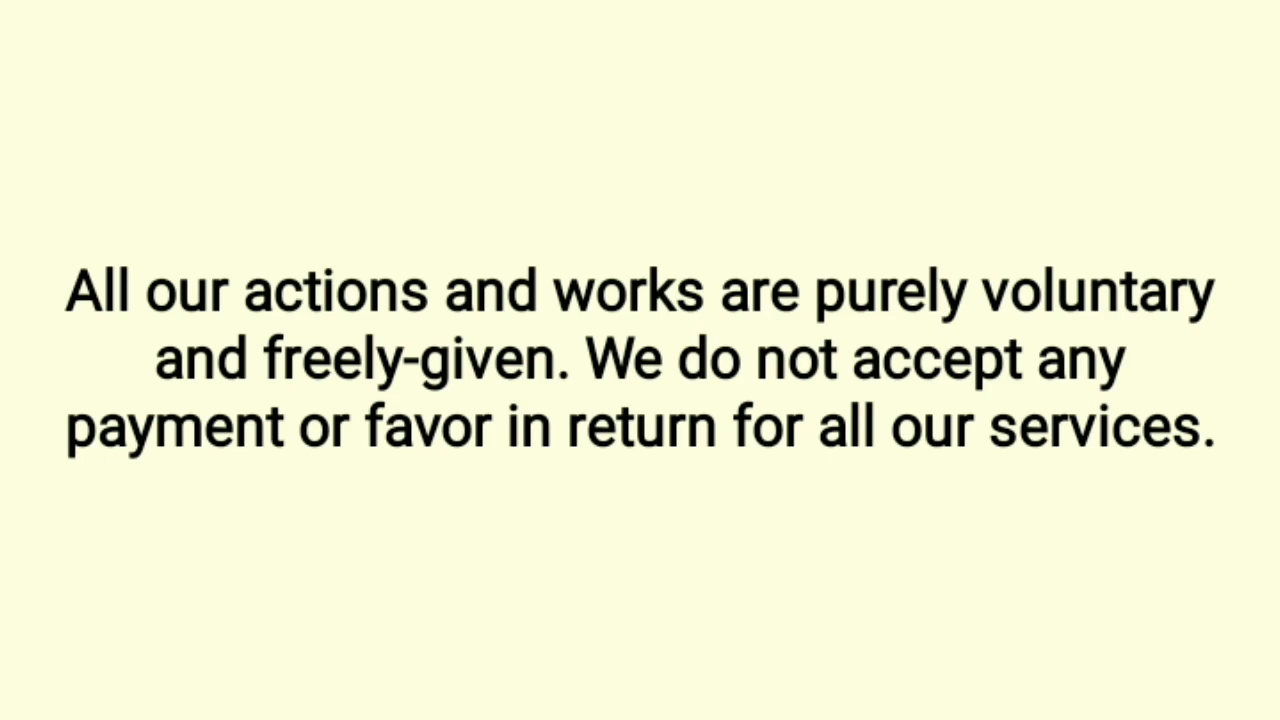 All our actions and works are purely voluntary
and freely-given. We do not accept any
payment or favor in return for all our services.